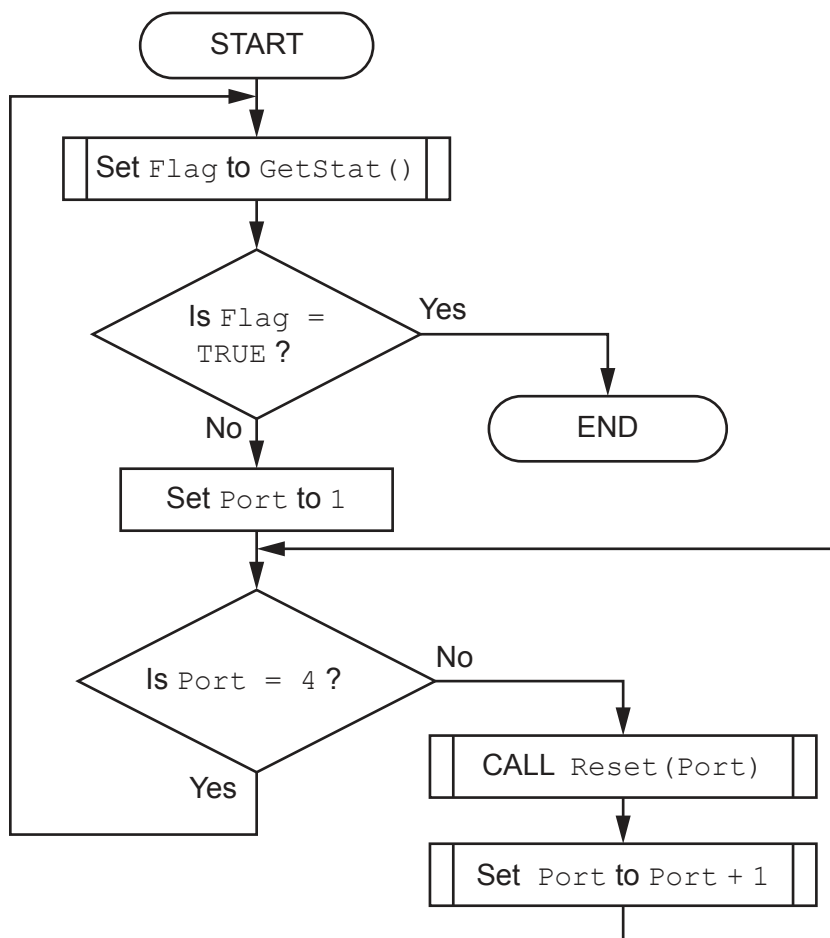 START
Set Flag to GetStat()
Is Flag =
TRUE ?
Yes
END
No
Set Port to 1
Is Port = 4 ?
No
CALL Reset(Port)
Yes
Set Port to Port + 1